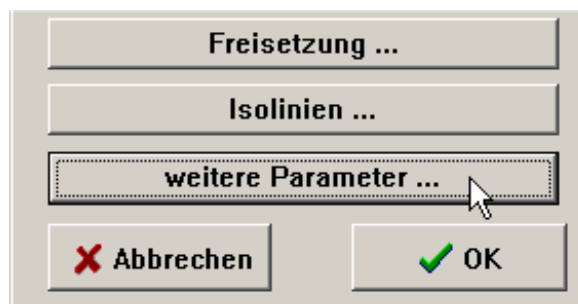 Freisetzung ...
Isolinien ...
weitere Parameter ...
Abbrechen
OK